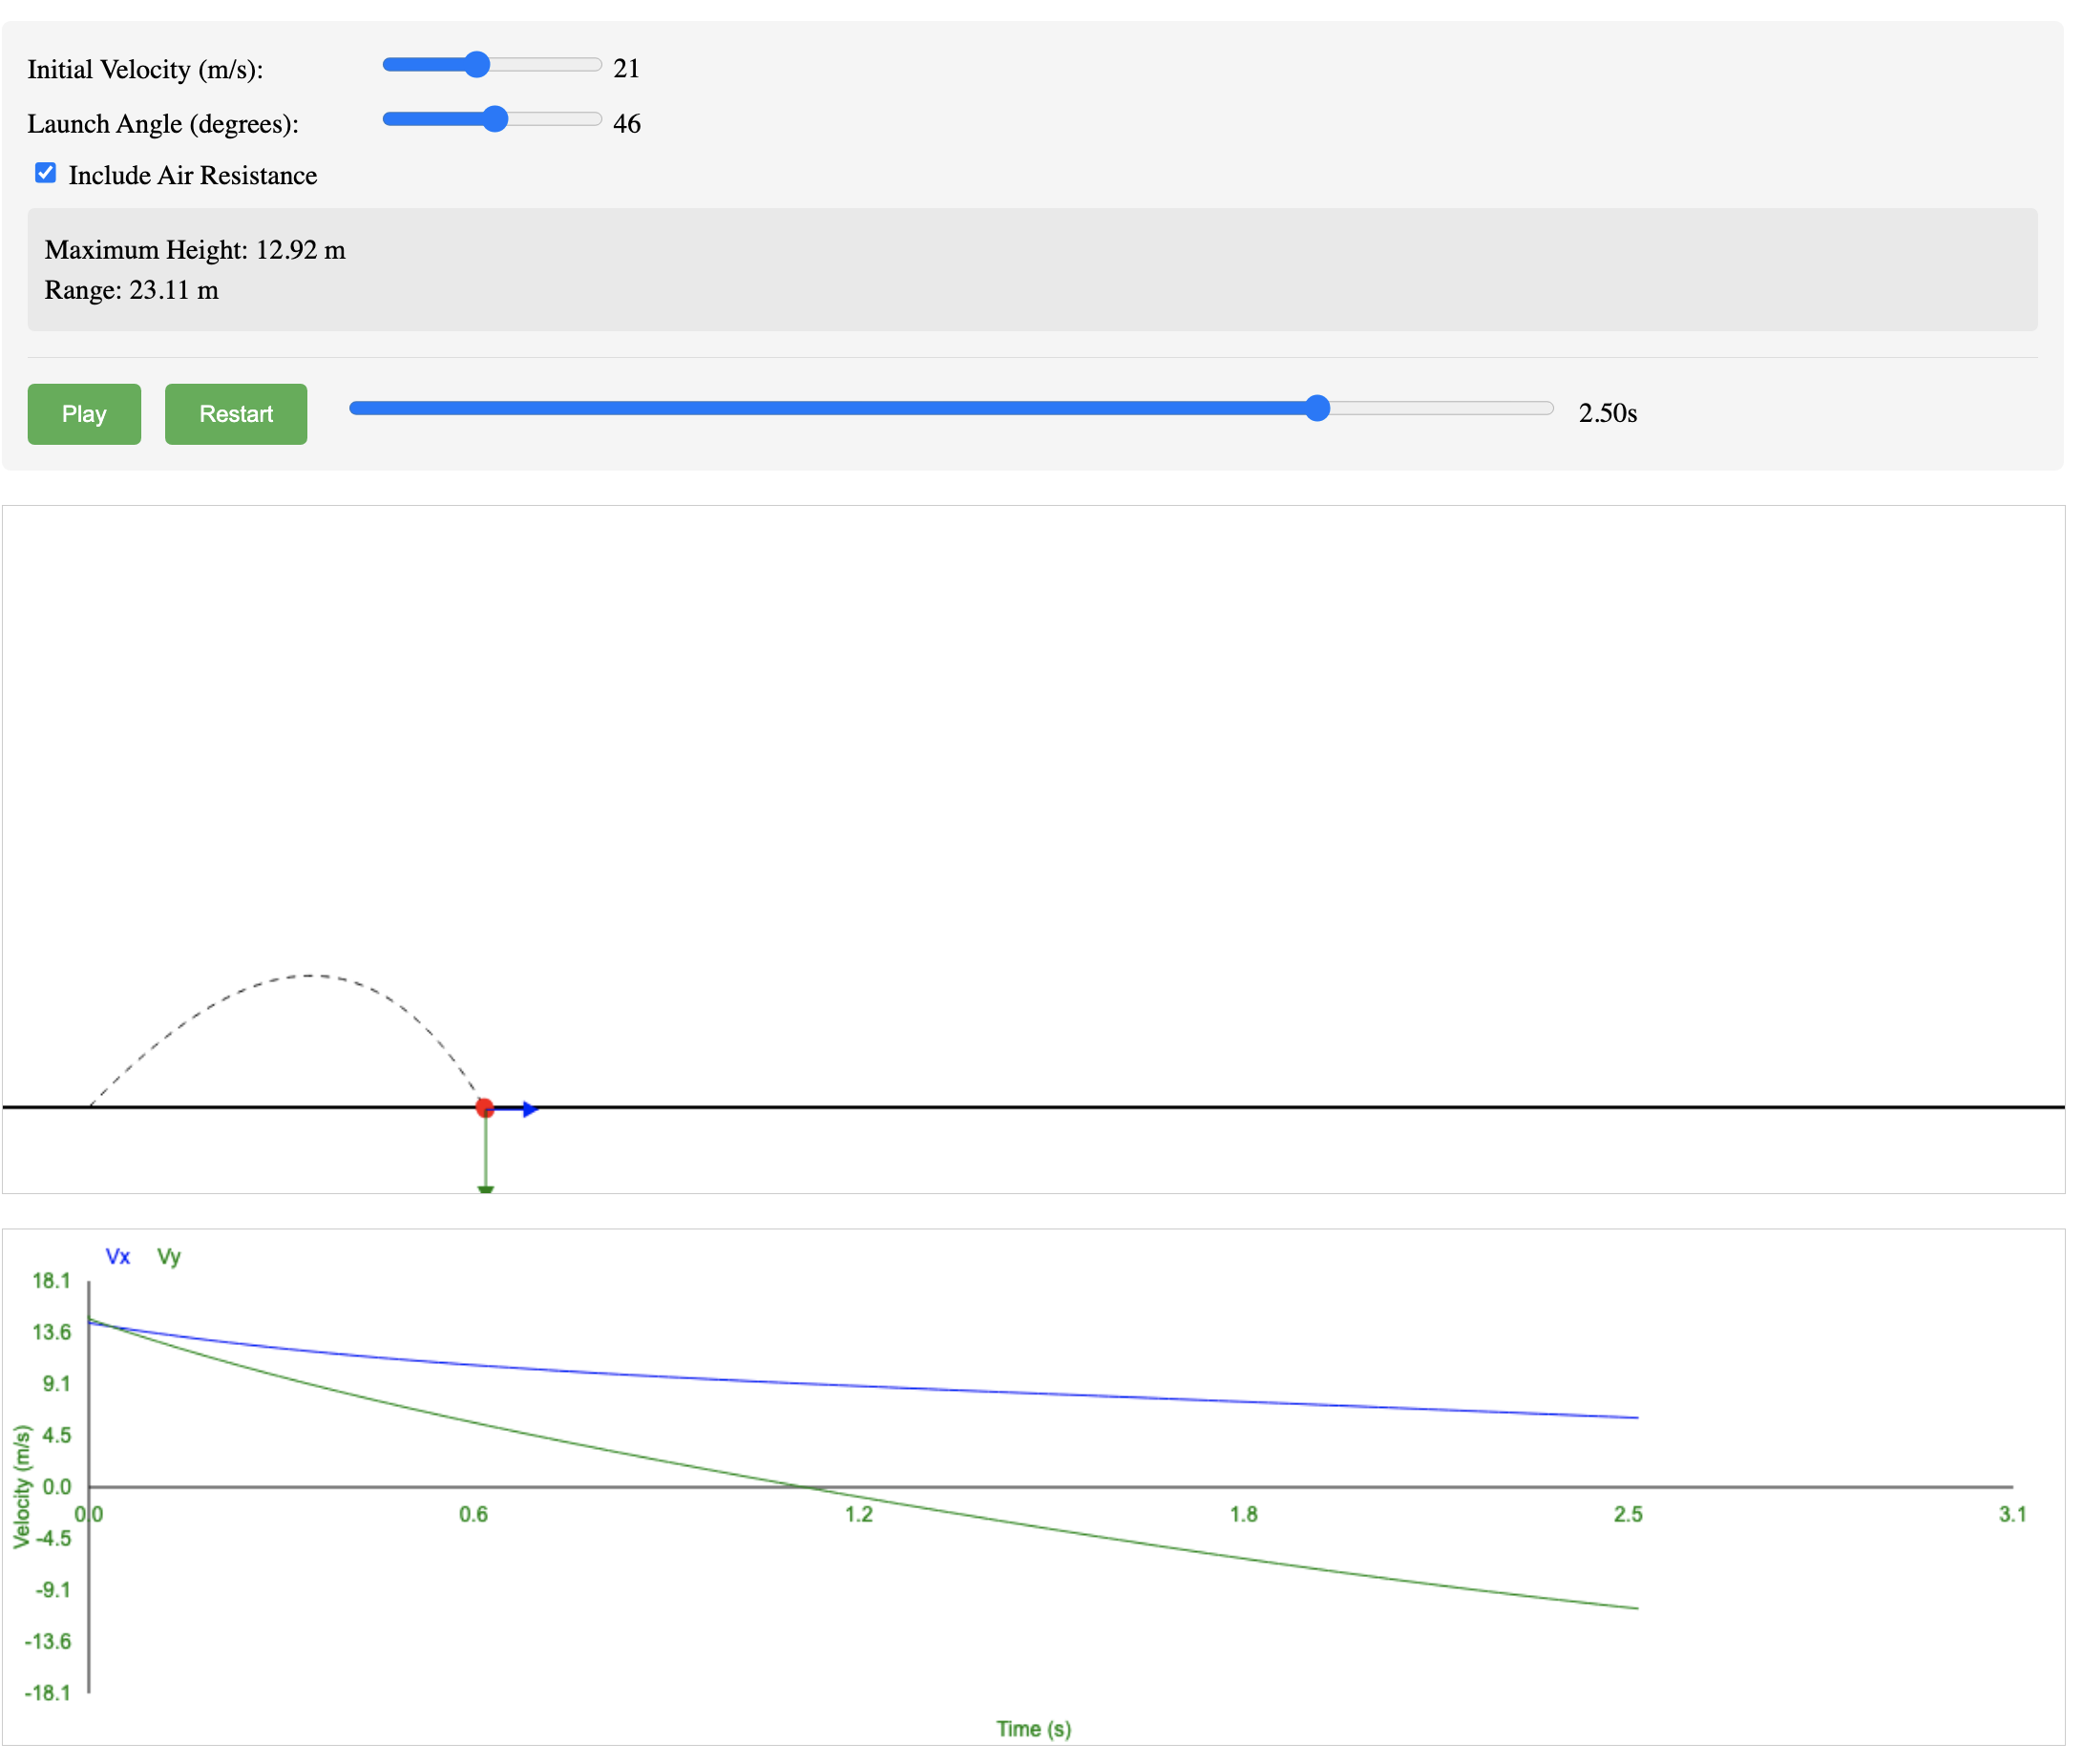 Initial Velocity (m/s): 21
Launch Angle (degrees): 46
Include Air Resistance
Maximum Height: 12.92 m
Range: 23.11 m
Play Restart 2.50s
Vx Vy
18.1
13.6
9.1
4.5
0.0
-4.5
-9.1
-13.6
-18.1
Velocity (m/s)
0.0 0.6 1.2 1.8 2.5 3.1
Time (s)